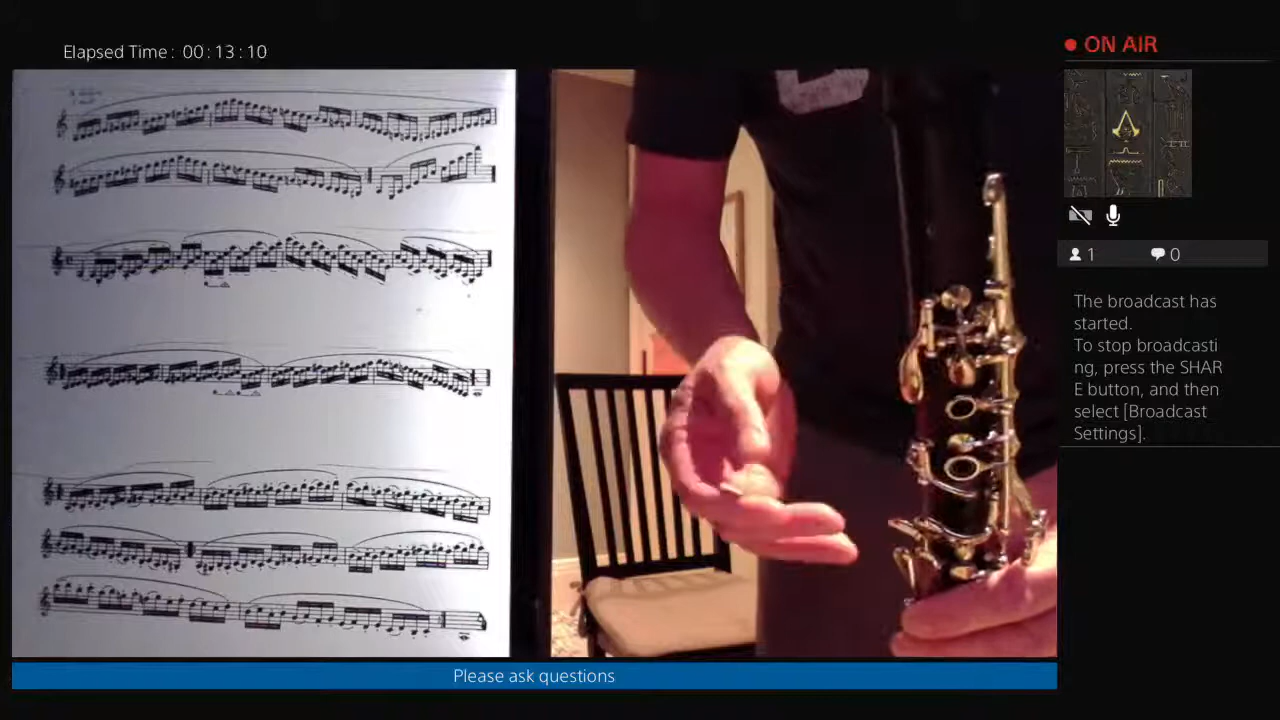 Elapsed Time: 00:13:10
ON AIR
1
0
The broadcast has
started.
To stop broadcasti
ng, press the SHAR
E button, and then
select [Broadcast
Settings].
Please ask questions